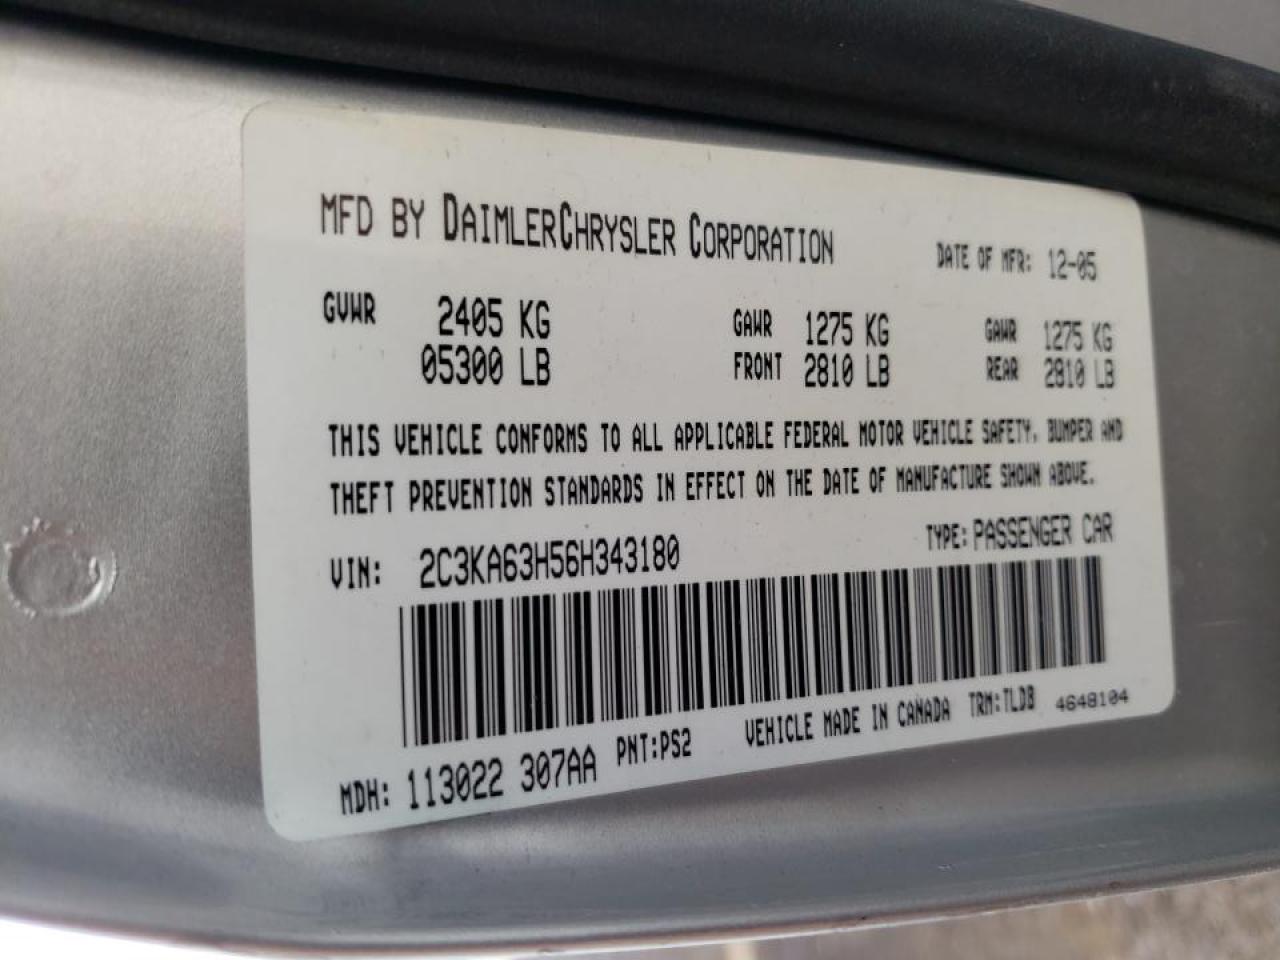 MFD BY DAIMLERCHRYSLER CORPORATION DATE OF MFR: 12-05
GVWR 2405 KG GAWR 1275 KG GAWR 1275 KG
05300 LB FRONT 2810 LB REAR 2810 LB
THIS VEHICLE CONFORMS TO ALL APPLICABLE FEDERAL MOTOR VEHICLE SAFETY, BUMPER AND
THEFT PREVENTION STANDARDS IN EFFECT ON THE DATE OF MANUFACTURE SHOWN ABOVE.
VIN: 2C3KA63H56H343180 TYPE: PASSENGER CAR
MDH: 113022 307AA PNT:PS2 VEHICLE MADE IN CANADA TRM:TLD8 4648104